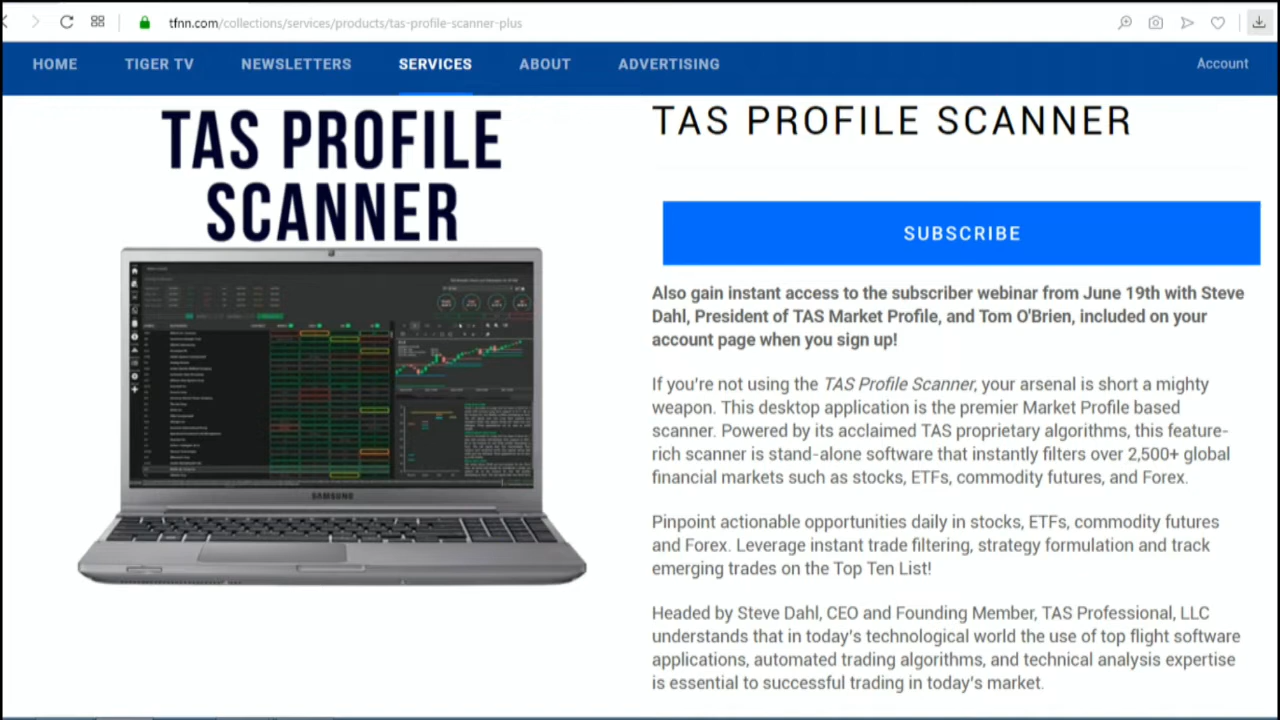 tfnn.com/collections/services/products/tas-profile-scanner-plus
HOME TIGER TV NEWSLETTERS SERVICES ABOUT ADVERTISING Account
TAS PROFILE
SCANNER
SAMSUNG
TAS PROFILE SCANNER
SUBSCRIBE
Also gain instant access to the subscriber webinar from June 19th with Steve
Dahl, President of TAS Market Profile, and Tom O'Brien, included on your
account page when you sign up!
If you're not using the TAS Profile Scanner, your arsenal is short a mighty
weapon. This desktop application is the premier Market Profile based
scanner. Powered by its acclaimed TAS proprietary algorithms, this feature-
rich scanner is stand-alone software that instantly filters over 2,500+ global
financial markets such as stocks, ETFs, commodity futures, and Forex.
Pinpoint actionable opportunities daily in stocks, ETFs, commodity futures
and Forex. Leverage instant trade filtering, strategy formulation and track
emerging trades on the Top Ten List!
Headed by Steve Dahl, CEO and Founding Member, TAS Professional, LLC
understands that in today's technological world the use of top flight software
applications, automated trading algorithms, and technical analysis expertise
is essential to successful trading in today's market.